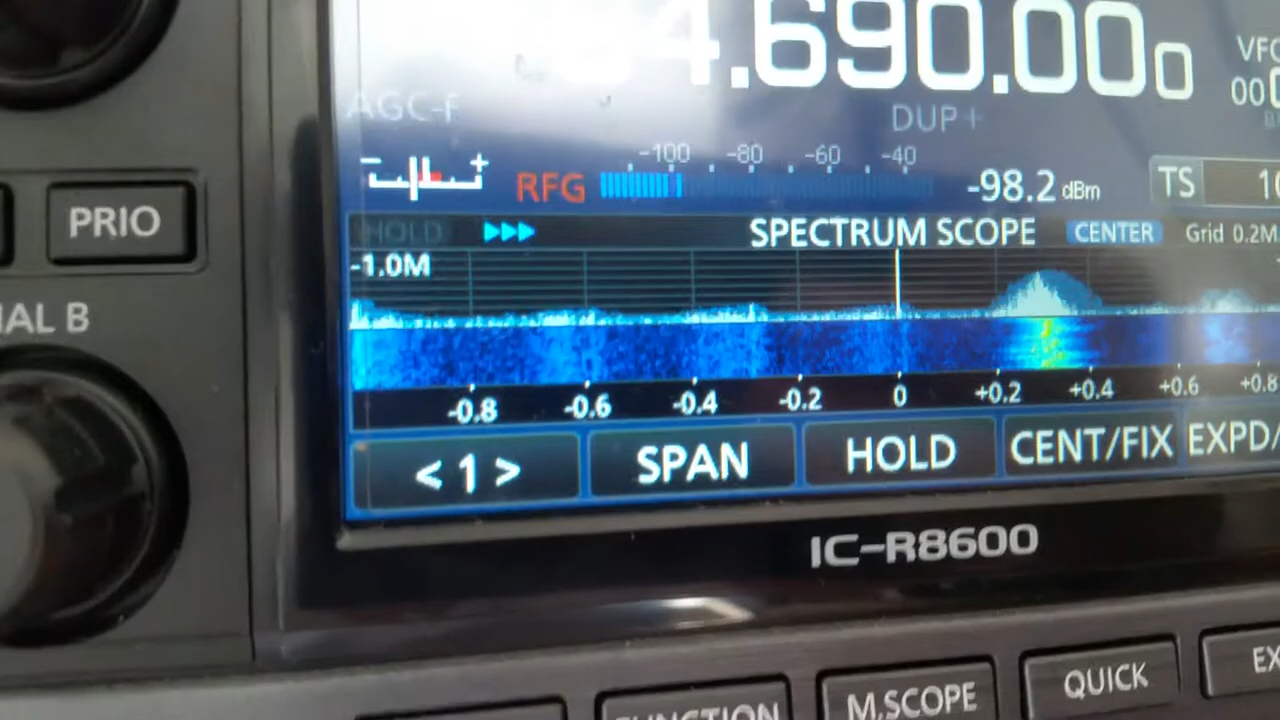 4.690.000
VFO
00
AGC-F
DUP+
-100 -80 -60 -40
- +
RFG
-98.2 dBm
TS
PRIO
HOLD
SPECTRUM SCOPE
CENTER
Grid 0.2M
-1.0M
-0.8 -0.6 -0.4 -0.2 0 +0.2 +0.4 +0.6 +0.8
< 1 > SPAN HOLD CENT/FIX EXPD/
IC-R8600
FUNCTION M.SCOPE QUICK EX